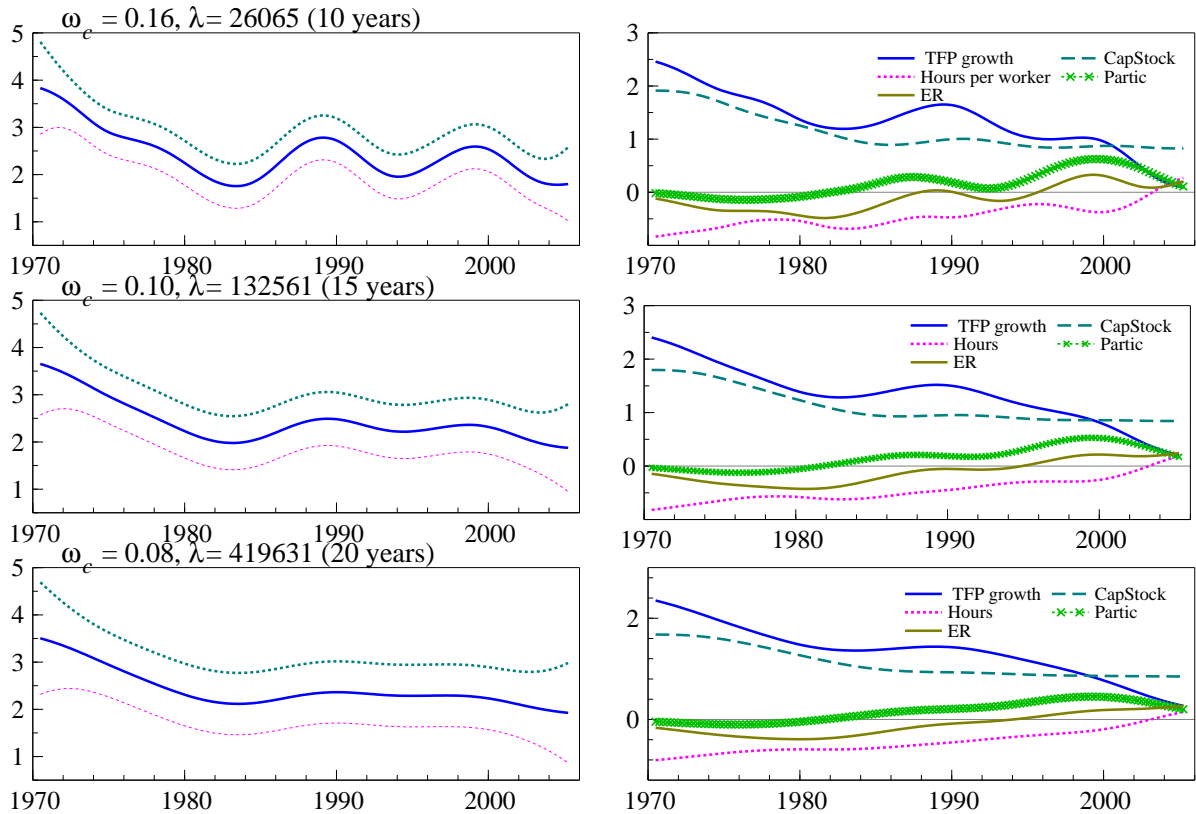 ω_c = 0.16, λ= 26065 (10 years)
5
4
3
2
1
1970 1980 1990 2000
3
2
1
0
TFP growth CapStock
Hours per worker Partic
ER
1970 1980 1990 2000
ω_c = 0.10, λ= 132561 (15 years)
5
4
3
2
1
1970 1980 1990 2000
3
2
1
0
TFP growth CapStock
Hours Partic
ER
1970 1980 1990 2000
ω_c = 0.08, λ= 419631 (20 years)
5
4
3
2
1
1970 1980 1990 2000
2
0
TFP growth CapStock
Hours Partic
ER
1970 1980 1990 2000